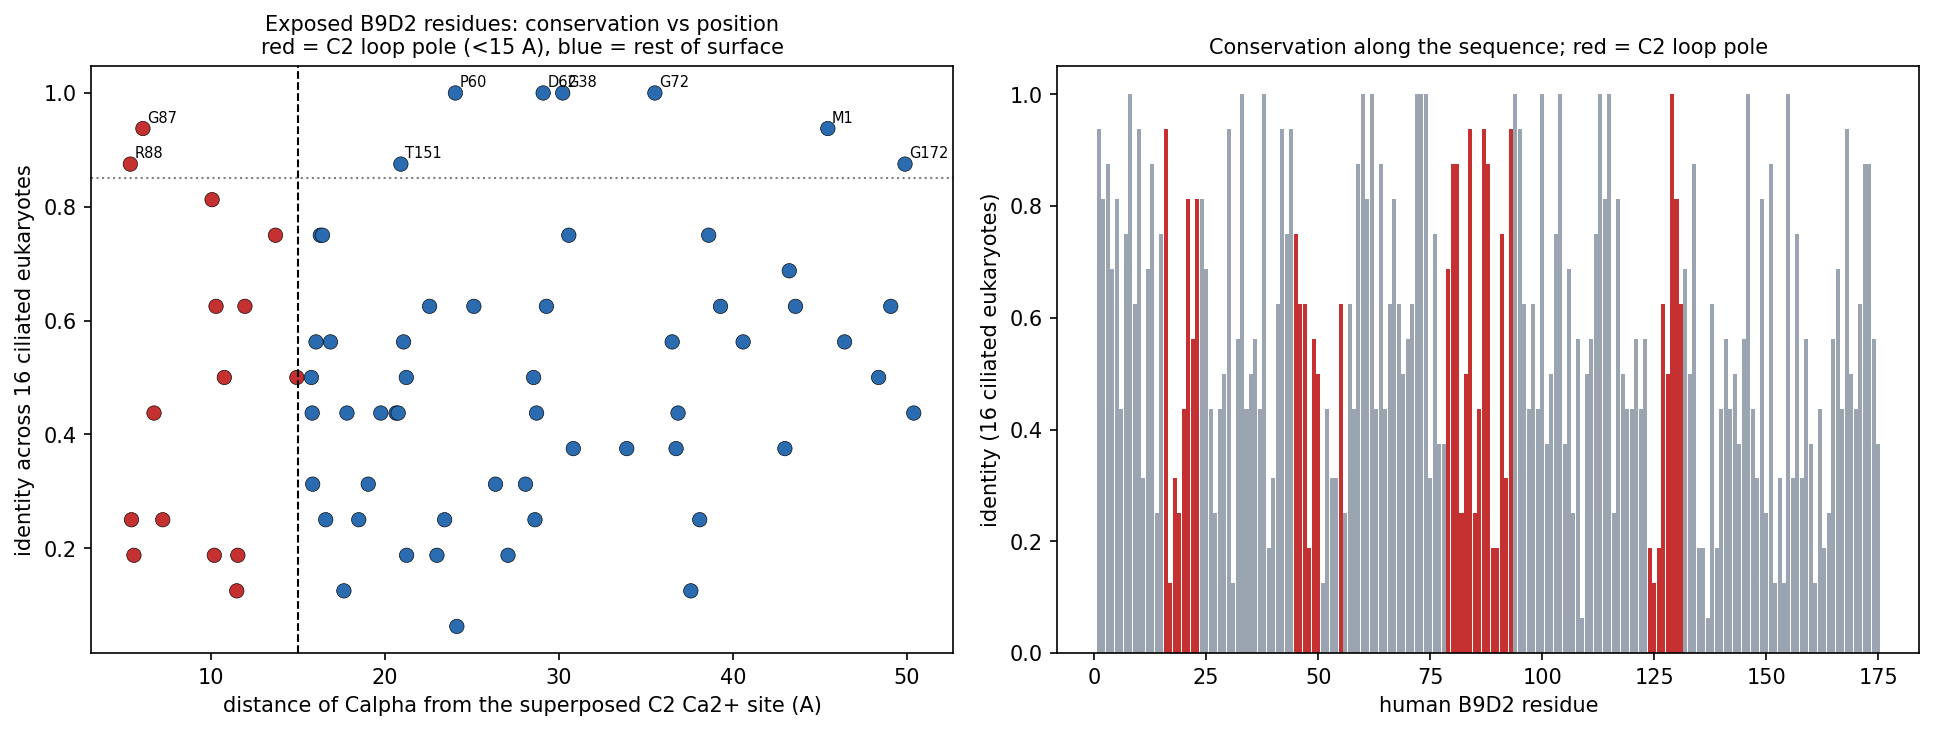 Exposed B9D2 residues: conservation vs position
red = C2 loop pole (<15 A), blue = rest of surface
identity across 16 ciliated eukaryotes
1.0
0.8
0.6
0.4
0.2
P60
G38
G72
G87
M1
R88
T151
G172
10
20
30
40
50
distance of Calpha from the superposed C2 Ca2+ site (A)
Conservation along the sequence; red = C2 loop pole
identity (16 ciliated eukaryotes)
1.0
0.8
0.6
0.4
0.2
0.0
0
25
50
75
100
125
150
175
human B9D2 residue